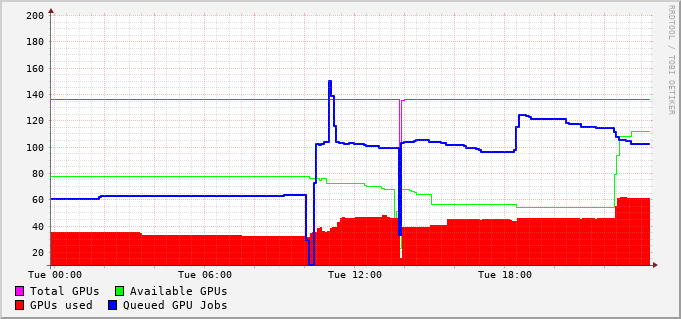 200
180
160
140
120
100
80
60
40
20
Tue 00:00 Tue 06:00 Tue 12:00 Tue 18:00
Total GPUs Available GPUs
GPUs used Queued GPU Jobs
RRDTOOL / TOBI OETIKER